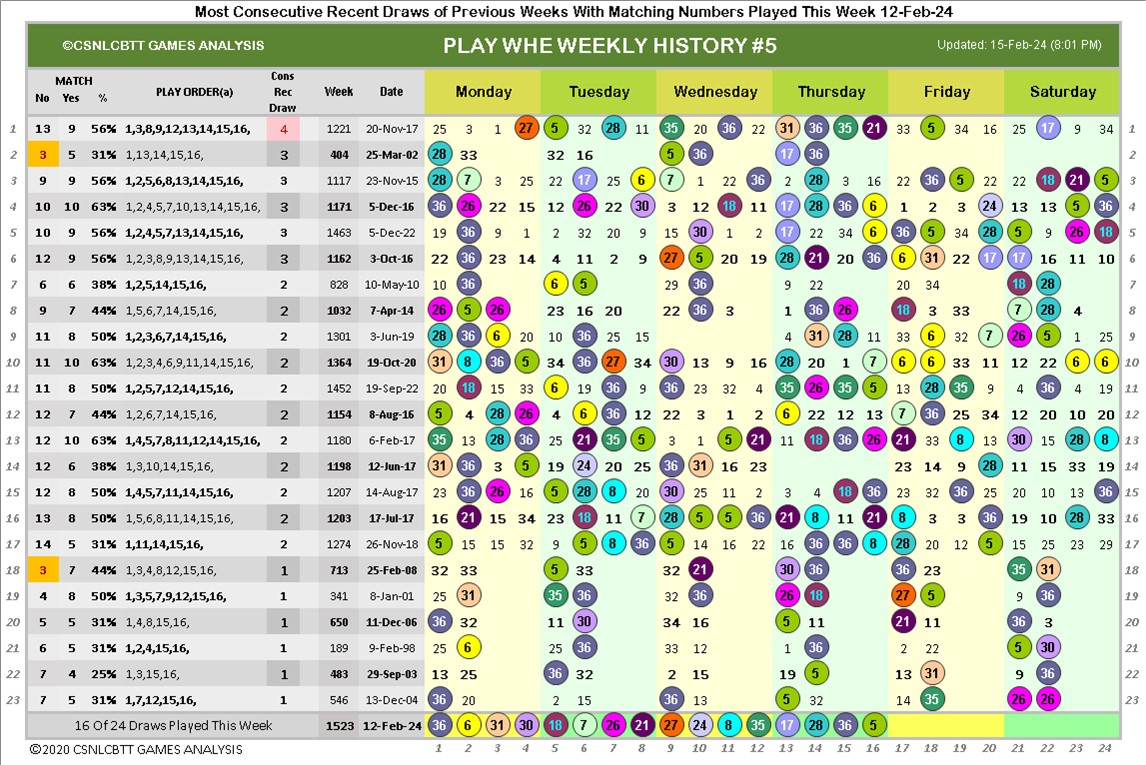 Most Consecutive Recent Draws of Previous Weeks With Matching Numbers Played This Week 12-Feb-24
©CSNLCBTT GAMES ANALYSIS PLAY WHE WEEKLY HISTORY #5 Updated: 15-Feb-24 (8:01 PM)
MATCH Cons
No Yes % PLAY ORDER(a) Rec Draw Week Date Monday Tuesday Wednesday Thursday Friday Saturday
1 13 9 56% 1,3,8,9,12,13,14,15,16, 4 1221 20-Nov-17 25 3 1 27 5 32 28 11 35 20 36 22 31 36 35 21 33 5 34 16 25 17 9 34 1
2 3 5 31% 1,13,14,15,16, 3 404 25-Mar-02 28 33 32 16 5 36 17 36 2
3 9 9 56% 1,2,5,6,8,13,14,15,16, 3 1117 23-Nov-15 28 7 3 25 22 17 25 6 7 1 22 36 2 28 3 16 22 36 5 22 22 18 21 5 3
4 10 10 63% 1,2,4,5,7,10,13,14,15,16, 3 1171 5-Dec-16 36 26 22 15 12 26 22 30 3 12 18 11 17 28 36 6 1 2 3 24 13 13 5 36 4
5 10 9 56% 1,2,4,5,7,13,14,15,16, 3 1463 5-Dec-22 19 36 9 1 2 32 20 9 15 30 1 2 17 22 34 6 36 5 34 28 5 9 26 18 5
6 12 9 56% 1,2,3,8,9,13,14,15,16, 3 1162 3-Oct-16 22 36 23 14 4 11 2 9 27 5 20 19 28 21 20 36 6 31 22 17 17 16 11 10 6
7 6 6 38% 1,2,5,14,15,16, 2 828 10-May-10 10 36 6 5 29 36 9 22 20 34 18 28 7
8 9 7 44% 1,5,6,7,14,15,16, 2 1032 7-Apr-14 26 5 26 23 16 20 22 36 3 1 36 26 18 3 33 7 28 4 8
9 11 8 50% 1,2,3,6,7,14,15,16, 2 1301 3-Jun-19 28 36 6 20 10 36 25 15 9 11 2 22 4 31 28 11 33 6 32 7 26 5 1 25 9
10 11 10 63% 1,2,3,4,6,9,11,14,15,16, 2 1364 19-Oct-20 31 8 36 5 34 36 27 34 30 13 9 16 28 20 1 7 6 6 33 11 12 22 6 6 10
11 11 8 50% 1,2,5,7,12,14,15,16, 2 1452 19-Sep-22 20 18 15 33 6 19 36 9 36 23 32 4 35 26 35 5 13 28 35 9 4 36 4 19 11
12 12 7 44% 1,2,6,7,14,15,16, 2 1154 8-Aug-16 5 4 28 26 4 6 36 12 22 3 1 2 6 22 12 13 7 36 25 34 12 20 10 20 12
13 12 10 63% 1,4,5,7,8,11,12,14,15,16, 2 1180 6-Feb-17 35 13 28 36 25 21 35 5 3 1 5 21 11 18 36 26 21 33 8 13 30 15 28 8 13
14 12 6 38% 1,3,10,14,15,16, 2 1198 12-Jun-17 31 36 3 5 19 24 20 25 36 31 16 23 23 14 9 28 11 15 33 19 14
15 12 8 50% 1,4,5,7,11,14,15,16, 2 1207 14-Aug-17 23 36 26 16 5 28 8 20 30 25 11 2 3 4 18 36 23 32 36 25 20 10 13 36 15
16 13 8 50% 1,5,6,8,11,14,15,16, 2 1203 17-Jul-17 16 21 15 34 23 18 11 7 28 5 5 36 21 8 11 21 8 3 3 36 19 10 28 33 16
17 14 5 31% 1,11,14,15,16, 2 1274 26-Nov-18 5 15 15 32 9 5 8 36 5 14 16 22 14 36 36 8 28 20 12 5 15 25 23 29 17
18 3 7 44% 1,3,4,8,12,15,16, 1 713 25-Feb-08 32 33 5 33 32 21 30 36 36 23 35 31 18
19 4 8 50% 1,3,5,7,9,12,15,16, 1 341 8-Jan-01 25 31 35 36 32 36 26 18 27 5 9 36 19
20 5 5 31% 1,4,8,15,16, 1 650 11-Dec-06 36 32 11 30 34 16 5 11 21 11 36 3 20
21 6 5 31% 1,2,4,15,16, 1 189 9-Feb-98 25 6 25 36 33 12 1 36 2 22 5 30 21
22 7 4 25% 1,3,15,16, 1 483 29-Sep-03 13 25 36 32 2 15 19 5 13 31 22 36 22
23 7 5 31% 1,7,12,15,16, 1 546 13-Dec-04 36 20 2 15 36 13 5 32 14 35 26 26 23
16 Of 24 Draws Played This Week 1523 12-Feb-24 36 6 31 30 18 7 26 21 27 24 8 35 17 28 36 5
©2020 CSNLCBTT GAMES ANALYSIS 1 2 3 4 5 6 7 8 9 10 11 12 13 14 15 16 17 18 19 20 21 22 23 24